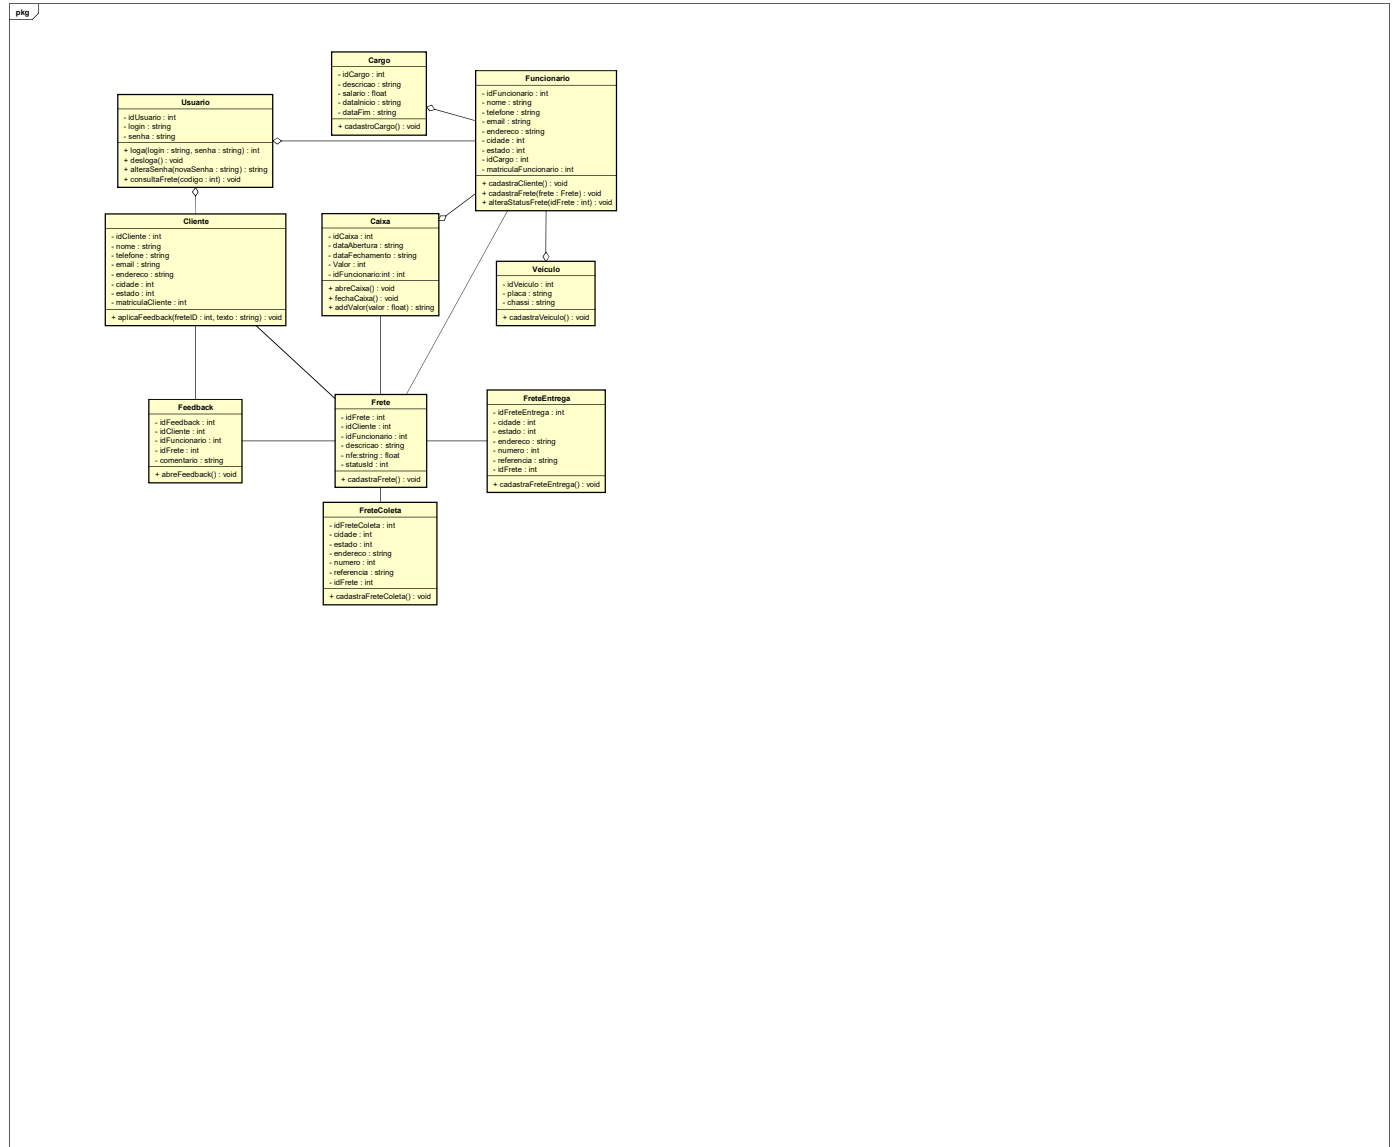 pkg
Cargo
- idCargo : int
- descricao : string
- salario : float
- dataInicio : string
- dataFim : string
+ cadastroCargo() : void
Funcionario
- idFuncionario : int
- nome : string
- telefone : string
- email : string
- endereco : string
- cidade : int
- estado : int
- idCargo : int
- matriculaFuncionario : int
+ cadastraCliente() : void
+ cadastraFrete(frete : Frete) : void
+ alteraStatusFrete(idFrete : int) : void
Usuario
- idUsuario : int
- login : string
- senha : string
+ loga(login : string, senha : string) : int
+ desloga() : void
+ alteraSenha(novaSenha : string) : string
+ consultaFrete(codigo : int) : void
Cliente
- idCliente : int
- nome : string
- telefone : string
- email : string
- endereco : string
- cidade : int
- estado : int
- matriculaCliente : int
+ aplicaFeedback(freteID : int, texto : string) : void
Caixa
- idCaixa : int
- dataAbertura : string
- dataFechamento : string
- Valor : int
- idFuncionario:int : int
+ abreCaixa() : void
+ fechaCaixa() : void
+ addValor(valor : float) : string
Veiculo
- idVeiculo : int
- placa : string
- chassi : string
+ cadastraVeiculo() : void
Feedback
- idFeedback : int
- idCliente : int
- idFuncionario : int
- idFrete : int
- comentario : string
+ abreFeedback() : void
Frete
- idFrete : int
- idCliente : int
- idFuncionario : int
- descricao : string
- nfe:string : float
- statusId : int
+ cadastraFrete() : void
FreteEntrega
- idFreteEntrega : int
- cidade : int
- estado : int
- endereco : string
- numero : int
- referencia : string
- idFrete : int
+ cadastraFreteEntrega() : void
FreteColeta
- idFreteColeta : int
- cidade : int
- estado : int
- endereco : string
- numero : int
- referencia : string
- idFrete : int
+ cadastraFreteColeta() : void